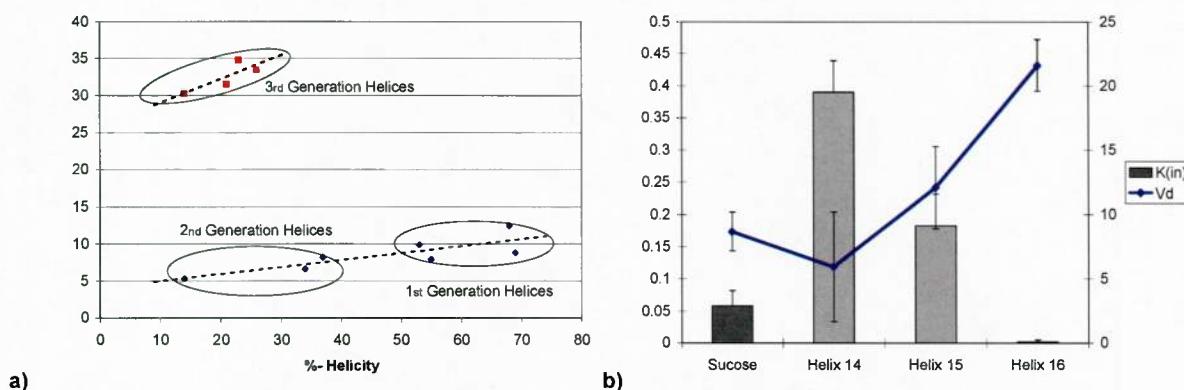 40
35
30
25
20
15
10
5
0
3rd Generation Helices
2nd Generation Helices
1st Generation Helices
0 10 20 30 40 50 60 70 80
%- Helicity
a)
0.5
0.45
0.4
0.35
0.3
0.25
0.2
0.15
0.1
0.05
0
25
20
15
10
5
0
Sucose Helix 14 Helix 15 Helix 16
K(in)
Vd
b)